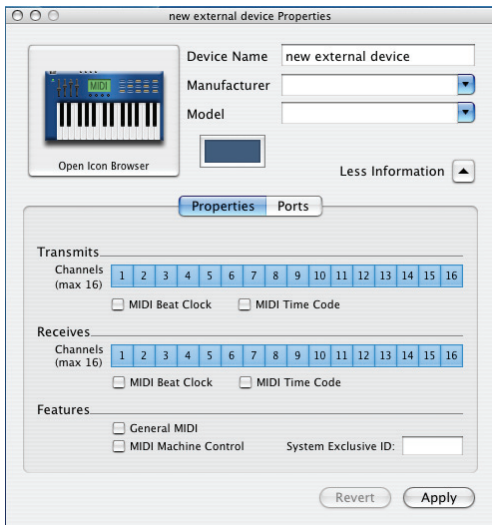 new external device Properties
MIDI
Open Icon Browser
Device Name new external device
Manufacturer
Model
Less Information
Properties Ports
Transmits
Channels (max 16) 1 2 3 4 5 6 7 8 9 10 11 12 13 14 15 16
MIDI Beat Clock MIDI Time Code
Receives
Channels (max 16) 1 2 3 4 5 6 7 8 9 10 11 12 13 14 15 16
MIDI Beat Clock MIDI Time Code
Features
General MIDI
MIDI Machine Control System Exclusive ID:
Revert Apply